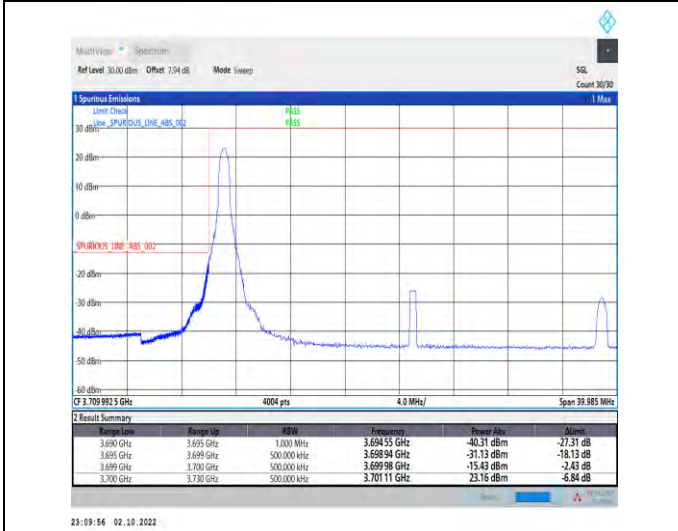 MultiView Spectrum
Ref Level 30.00 dBm Offset 7.94 dB Mode Sweep SGL
Count 30/30
1 Spurious Emissions 1 Max
Limit Check PASS
Line _SPURIOUS_LINE_ABS_002 PASS
30 dBm
20 dBm
10 dBm
0 dBm
SPURIOUS_LINE_ABS_002
-20 dBm
-30 dBm
-40 dBm
-50 dBm
-60 dBm
CF 3.709 992 5 GHz 4004 pts 4.0 MHz/ Span 39.985 MHz
2 Result Summary
Range Low Range Up RBW Frequency Power Abs ΔLimit
3.690 GHz 3.695 GHz 1.000 MHz 3.694 55 GHz -40.31 dBm -27.31 dB
3.695 GHz 3.699 GHz 500.000 kHz 3.698 94 GHz -31.13 dBm -18.13 dB
3.699 GHz 3.700 GHz 500.000 kHz 3.699 98 GHz -15.43 dBm -2.43 dB
3.700 GHz 3.730 GHz 500.000 kHz 3.701 11 GHz 23.16 dBm -6.84 dB
23:09:56 02.10.2022